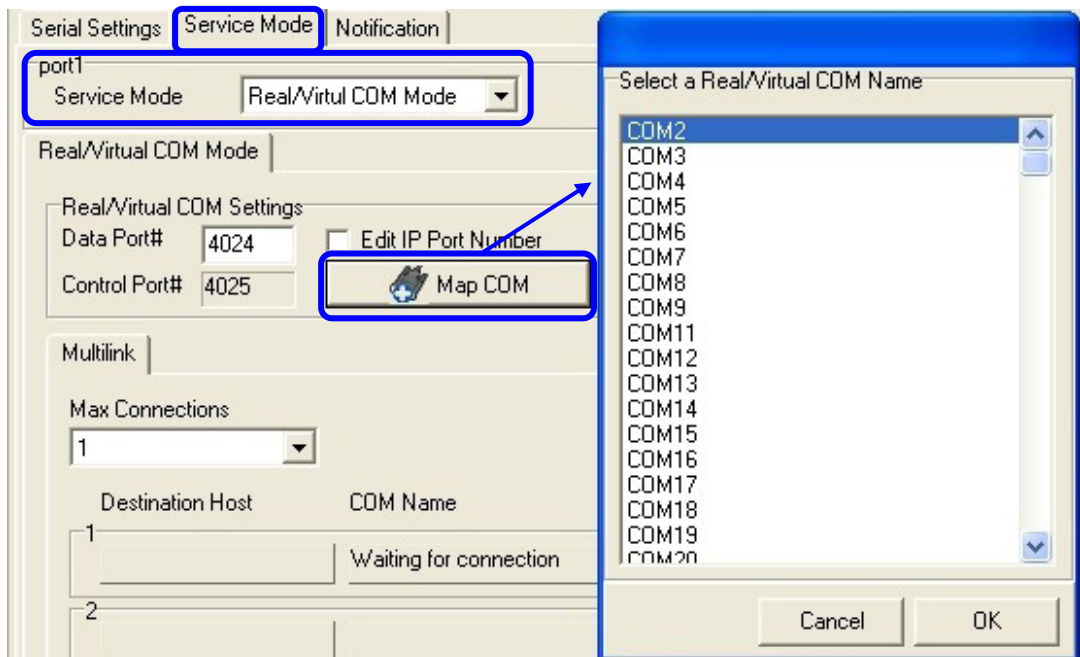 Serial Settings Service Mode Notification
port1
Service Mode Real/Virtul COM Mode
Real/Virtual COM Mode
Real/Virtual COM Settings
Data Port# 4024 Edit IP Port Number
Control Port# 4025 Map COM
Multilink
Max Connections
1
Destination Host COM Name
1
Waiting for connection
2
Select a Real/Virtual COM Name
COM2
COM3
COM4
COM5
COM6
COM7
COM8
COM9
COM11
COM12
COM13
COM14
COM15
COM16
COM17
COM18
COM19
COM20
Cancel OK